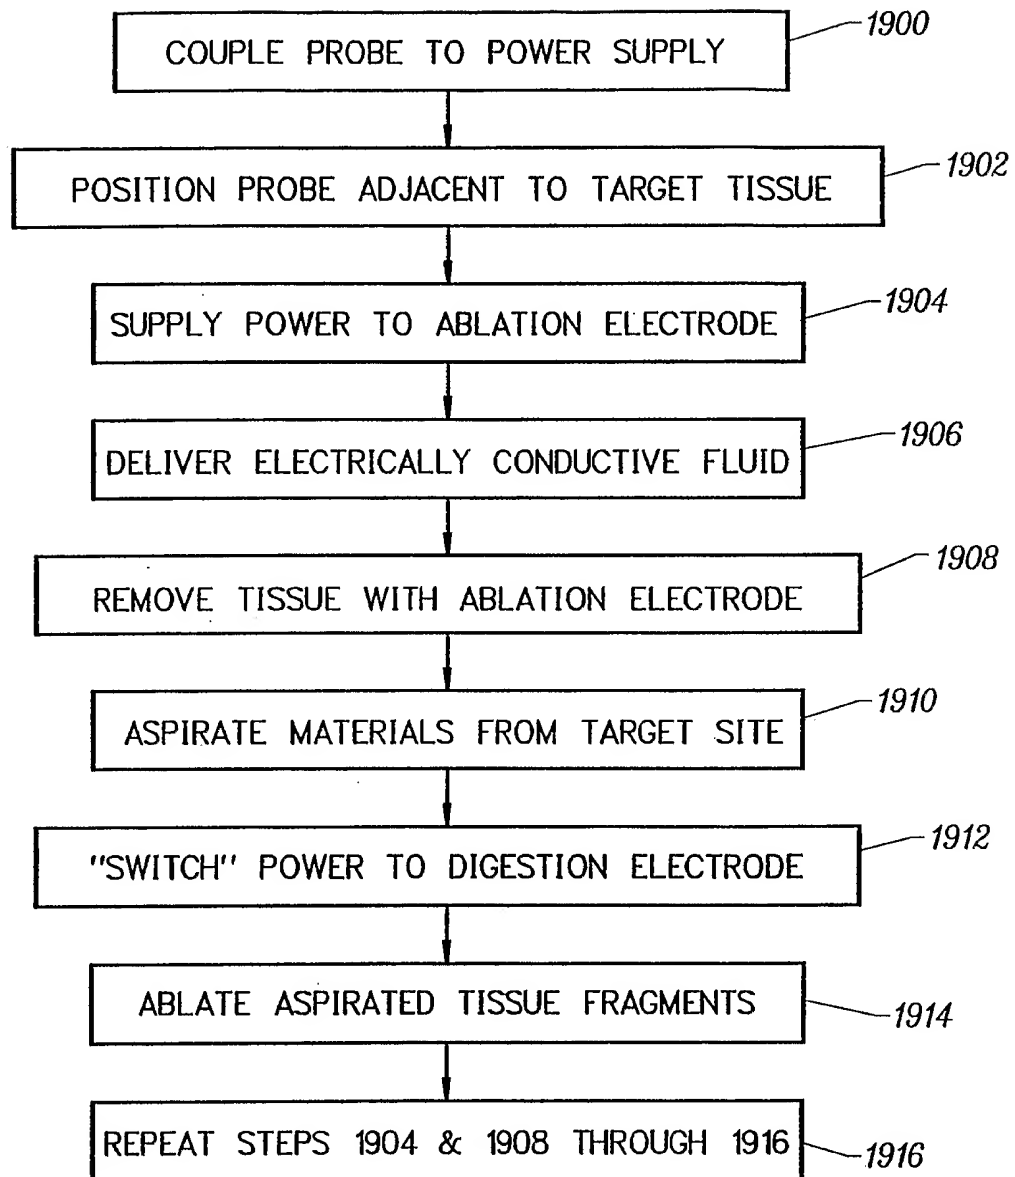 COUPLE PROBE TO POWER SUPPLY
1900
POSITION PROBE ADJACENT TO TARGET TISSUE
1902
SUPPLY POWER TO ABLATION ELECTRODE
1904
DELIVER ELECTRICALLY CONDUCTIVE FLUID
1906
REMOVE TISSUE WITH ABLATION ELECTRODE
1908
ASPIRATE MATERIALS FROM TARGET SITE
1910
"SWITCH" POWER TO DIGESTION ELECTRODE
1912
ABLATE ASPIRATED TISSUE FRAGMENTS
1914
REPEAT STEPS 1904 & 1908 THROUGH 1916
1916